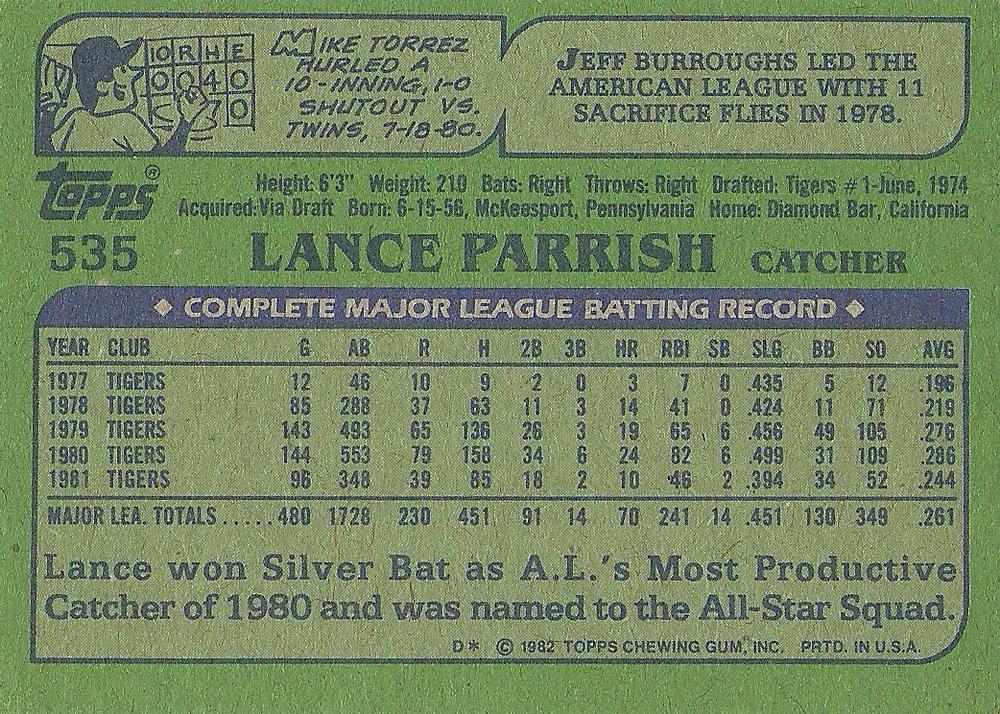 10 R H E
0 0 4 0
0 7 0
MIKE TORREZ
HURLED A
10-INNING, 1-0
SHUTOUT VS.
TWINS, 7-18-80.
JEFF BURROUGHS LED THE
AMERICAN LEAGUE WITH 11
SACRIFICE FLIES IN 1978.
TOPPS®
Height: 6'3" Weight: 210 Bats: Right Throws: Right Drafted: Tigers #1-June, 1974
Acquired: Via Draft Born: 6-15-56, McKeesport, Pennsylvania Home: Diamond Bar, California
535 LANCE PARRISH CATCHER
◆ COMPLETE MAJOR LEAGUE BATTING RECORD ◆
YEAR CLUB G AB R H 2B 3B HR RBI SB SLG BB SO AVG
1977 TIGERS 12 46 10 9 2 0 3 7 0 .435 5 12 .196
1978 TIGERS 85 288 37 63 11 3 14 41 0 .424 11 71 .219
1979 TIGERS 143 493 65 136 26 3 19 65 6 .456 49 105 .276
1980 TIGERS 144 553 79 158 34 6 24 82 6 .499 31 109 .286
1981 TIGERS 96 348 39 85 18 2 10 46 2 .394 34 52 .244
MAJOR LEA. TOTALS.....480 1728 230 451 91 14 70 241 14 .451 130 349 .261
Lance won Silver Bat as A.L.'s Most Productive
Catcher of 1980 and was named to the All-Star Squad.
D* © 1982 TOPPS CHEWING GUM, INC. PRTD. IN U.S.A.